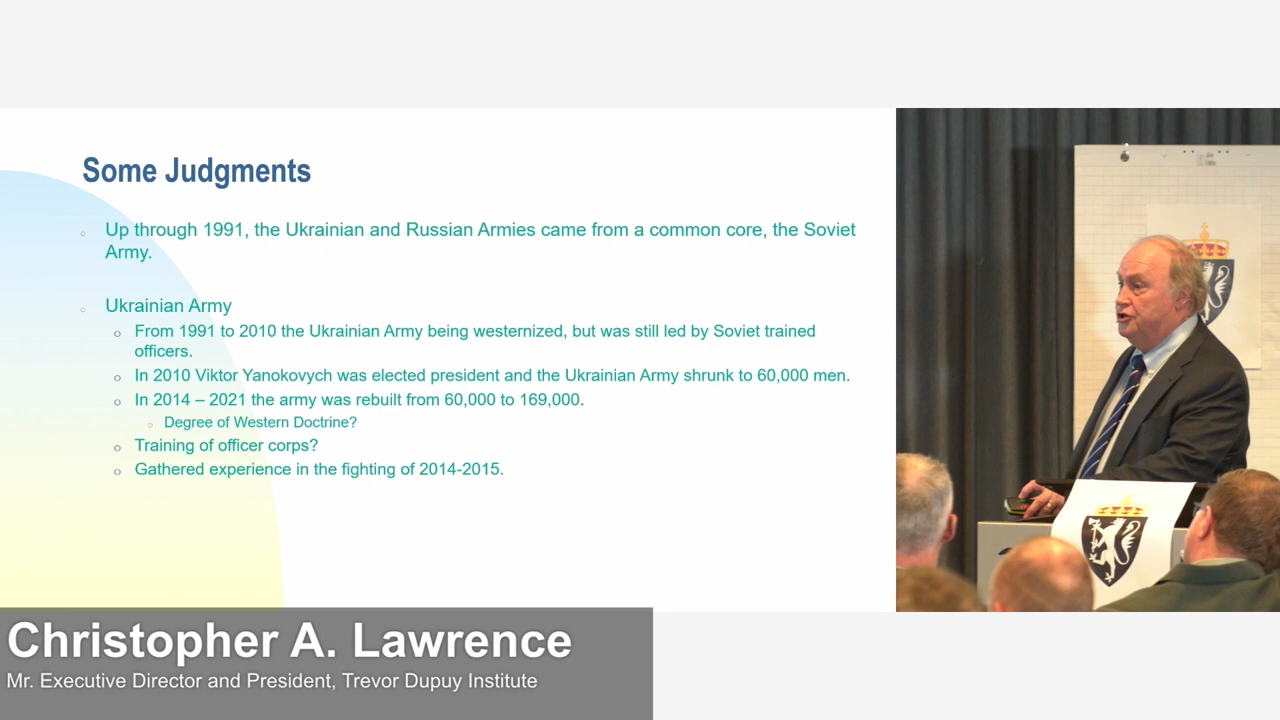 Some Judgments
Up through 1991, the Ukrainian and Russian Armies came from a common core, the Soviet
Army.
Ukrainian Army
From 1991 to 2010 the Ukrainian Army being westernized, but was still led by Soviet trained
officers.
In 2010 Viktor Yanokovych was elected president and the Ukrainian Army shrunk to 60,000 men.
In 2014 – 2021 the army was rebuilt from 60,000 to 169,000.
Degree of Western Doctrine?
Training of officer corps?
Gathered experience in the fighting of 2014-2015.
Christopher A. Lawrence
Mr. Executive Director and President, Trevor Dupuy Institute